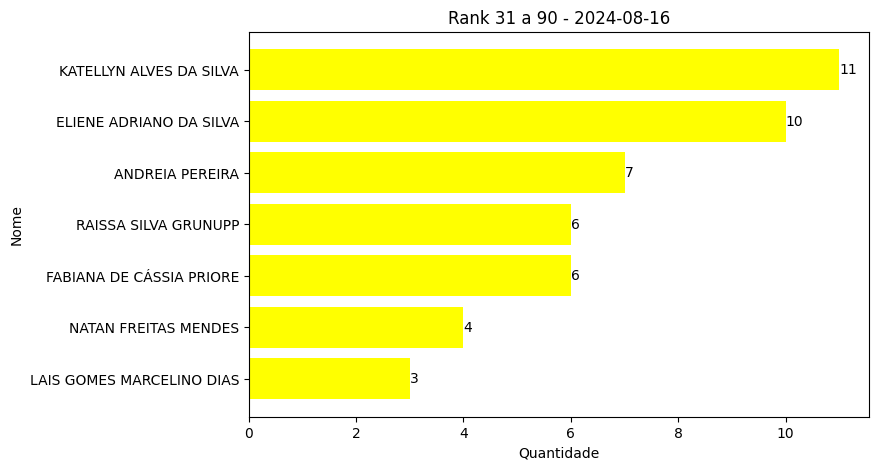 Rank 31 a 90 - 2024-08-16
KATELLYN ALVES DA SILVA 11
ELIENE ADRIANO DA SILVA 10
ANDREIA PEREIRA 7
RAISSA SILVA GRUNUPP 6
FABIANA DE CÁSSIA PRIORE 6
NATAN FREITAS MENDES 4
LAIS GOMES MARCELINO DIAS 3
Nome
0 2 4 6 8 10
Quantidade